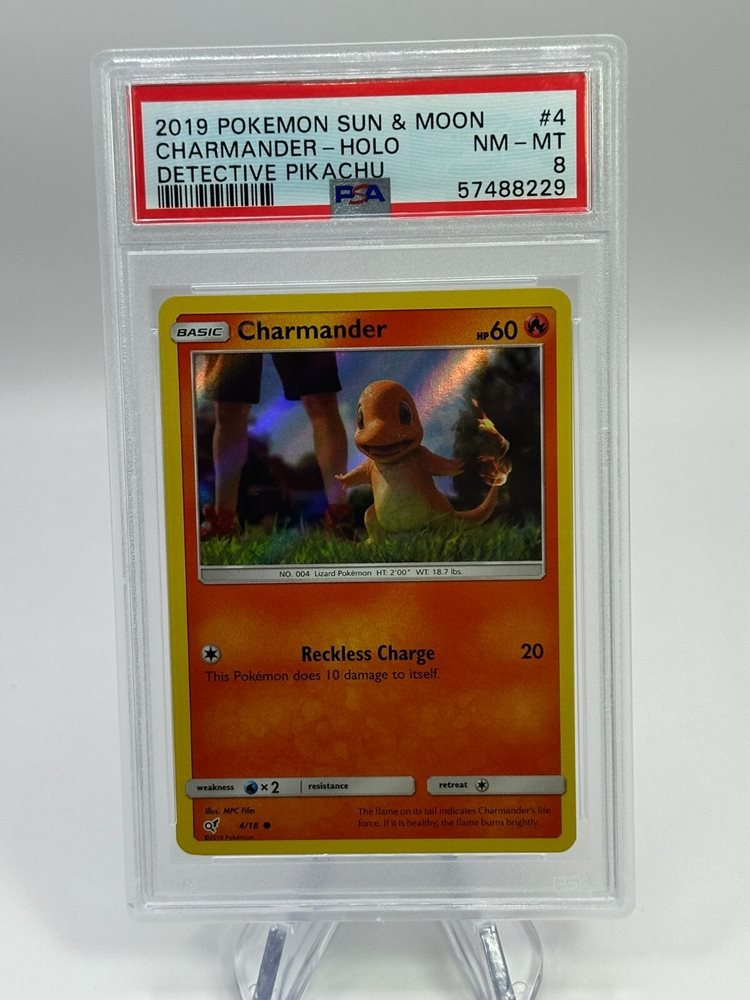 2019 POKEMON SUN & MOON #4
CHARMANDER - HOLO NM - MT
DETECTIVE PIKACHU 8
PSA 57488229
BASIC Charmander HP60
NO. 004 Lizard Pokémon HT: 2'00" WT: 18.7 lbs.
Reckless Charge 20
This Pokémon does 10 damage to itself.
weakness ×2 resistance retreat
Illus. MPC Film
The flame on its tail indicates Charmander's life
force. If it is healthy, the flame burns brightly.
4/18 ●
©2019 Pokémon
PSA